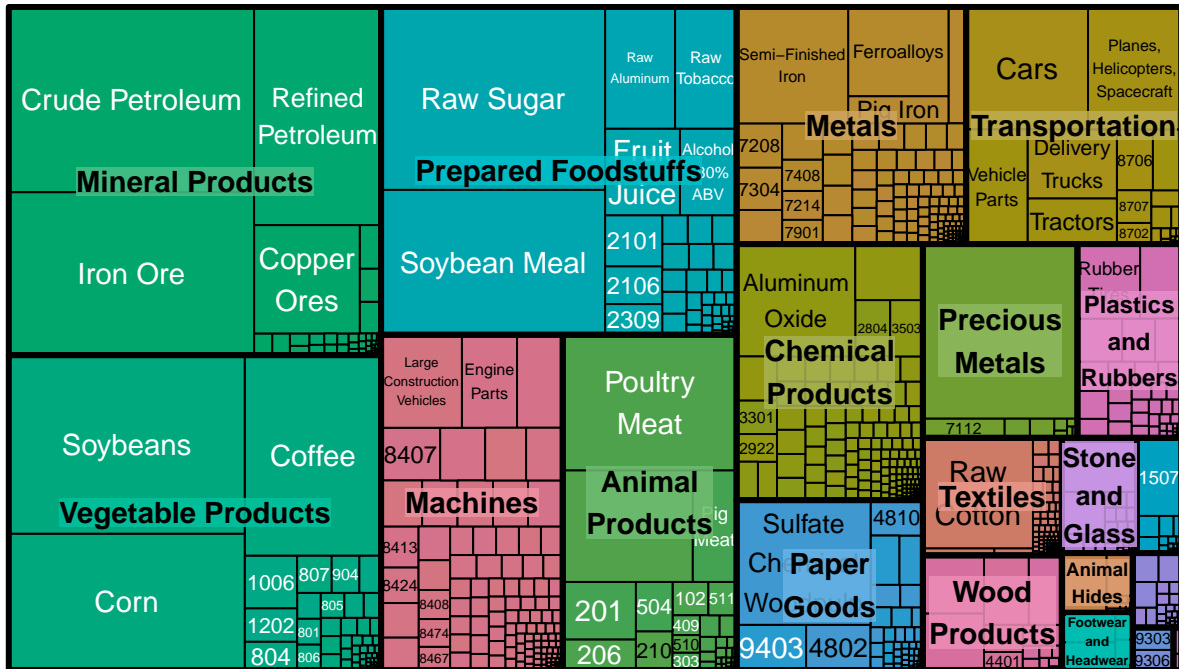 Crude Petroleum
Refined
Petroleum
Mineral Products
Iron Ore
Copper
Ores
Raw Sugar
Raw
Aluminum
Raw
Tobacco
Fruit
Juice
Alcohol
80%
ABV
Prepared Foodstuffs
Soybean Meal
2101
2106
2309
Semi-Finished
Iron
Ferroalloys
Pig Iron
Metals
7208
7304
7408
7214
7901
Cars
Planes,
Helicopters,
Spacecraft
Transportation
Vehicle
Parts
Delivery
Trucks
Tractors
8706
8707
8702
Soybeans
Coffee
Vegetable Products
Corn
1006
1202
804
807
904
805
801
806
Large
Construction
Vehicles
Engine
Parts
8407
Machines
8413
8424
8408
8474
8467
Poultry
Meat
Animal
Products
Pig
Meat
201
206
504
210
102
511
409
510
303
Aluminum
Oxide
2804
3503
Chemical
Products
3301
2922
Precious
Metals
7112
Rubber
Plastics
and
Rubbers
Sulfate
4810
Paper
Goods
9403
4802
Raw
Cotton
Textiles
Stone
and
Glass
1507
Wood
Products
4401
Animal
Hides
Footwear
and
Headwear
9303
9306